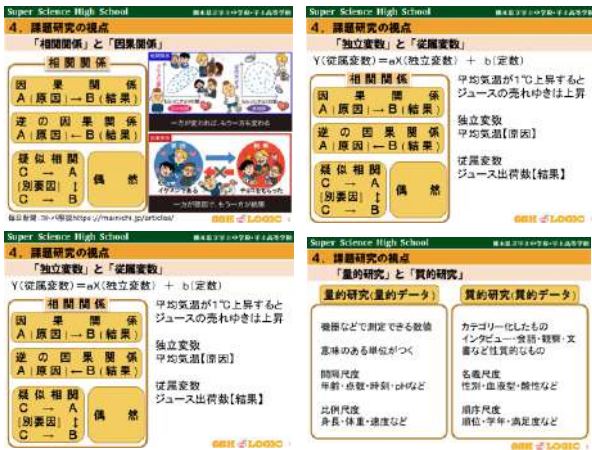 Super Science High School
4. 課題研究の視点
「相関関係」と「因果関係」
相関関係
因果関係
A[原因]→B[結果]
逆の因果関係
A[原因]←B[結果]
疑似相関
C → A
[別要因] ↕
C → B
偶然
一方が変われば、もう一方も変わる
イケメンである
チョコをもらった
一方が原因で、もう一方が結果
Super Science High School
4. 課題研究の視点
「独立変数」と「従属変数」
Y(従属変数)=aX(独立変数) + b(定数)
相関関係
因果関係
A[原因]→B[結果]
逆の因果関係
A[原因]←B[結果]
疑似相関
C → A
[別要因] ↕
C → B
偶然
平均気温が1℃上昇すると
ジュースの売れゆきは上昇
独立変数
平均気温【原因】
従属変数
ジュース出荷数【結果】
Super Science High School
4. 課題研究の視点
「独立変数」と「従属変数」
Y(従属変数)=aX(独立変数) + b(定数)
相関関係
因果関係
A[原因]→B[結果]
逆の因果関係
A[原因]←B[結果]
疑似相関
C → A
[別要因] ↕
C → B
偶然
平均気温が1℃上昇すると
ジュースの売れゆきは上昇
独立変数
平均気温【原因】
従属変数
ジュース出荷数【結果】
Super Science High School
4. 課題研究の視点
「量的研究」と「質的研究」
量的研究(量的データ)
機器などで測定できる数値
意味のある単位がつく
間隔尺度
年齢・点数・時刻・pHなど
比例尺度
身長・体重・速度など
質的研究(質的データ)
カテゴリー化したもの
インタビュー・会話・観察・文
書など性質的なもの
名義尺度
性別・血液型・酸性など
順序尺度
順位・学年・満足度など